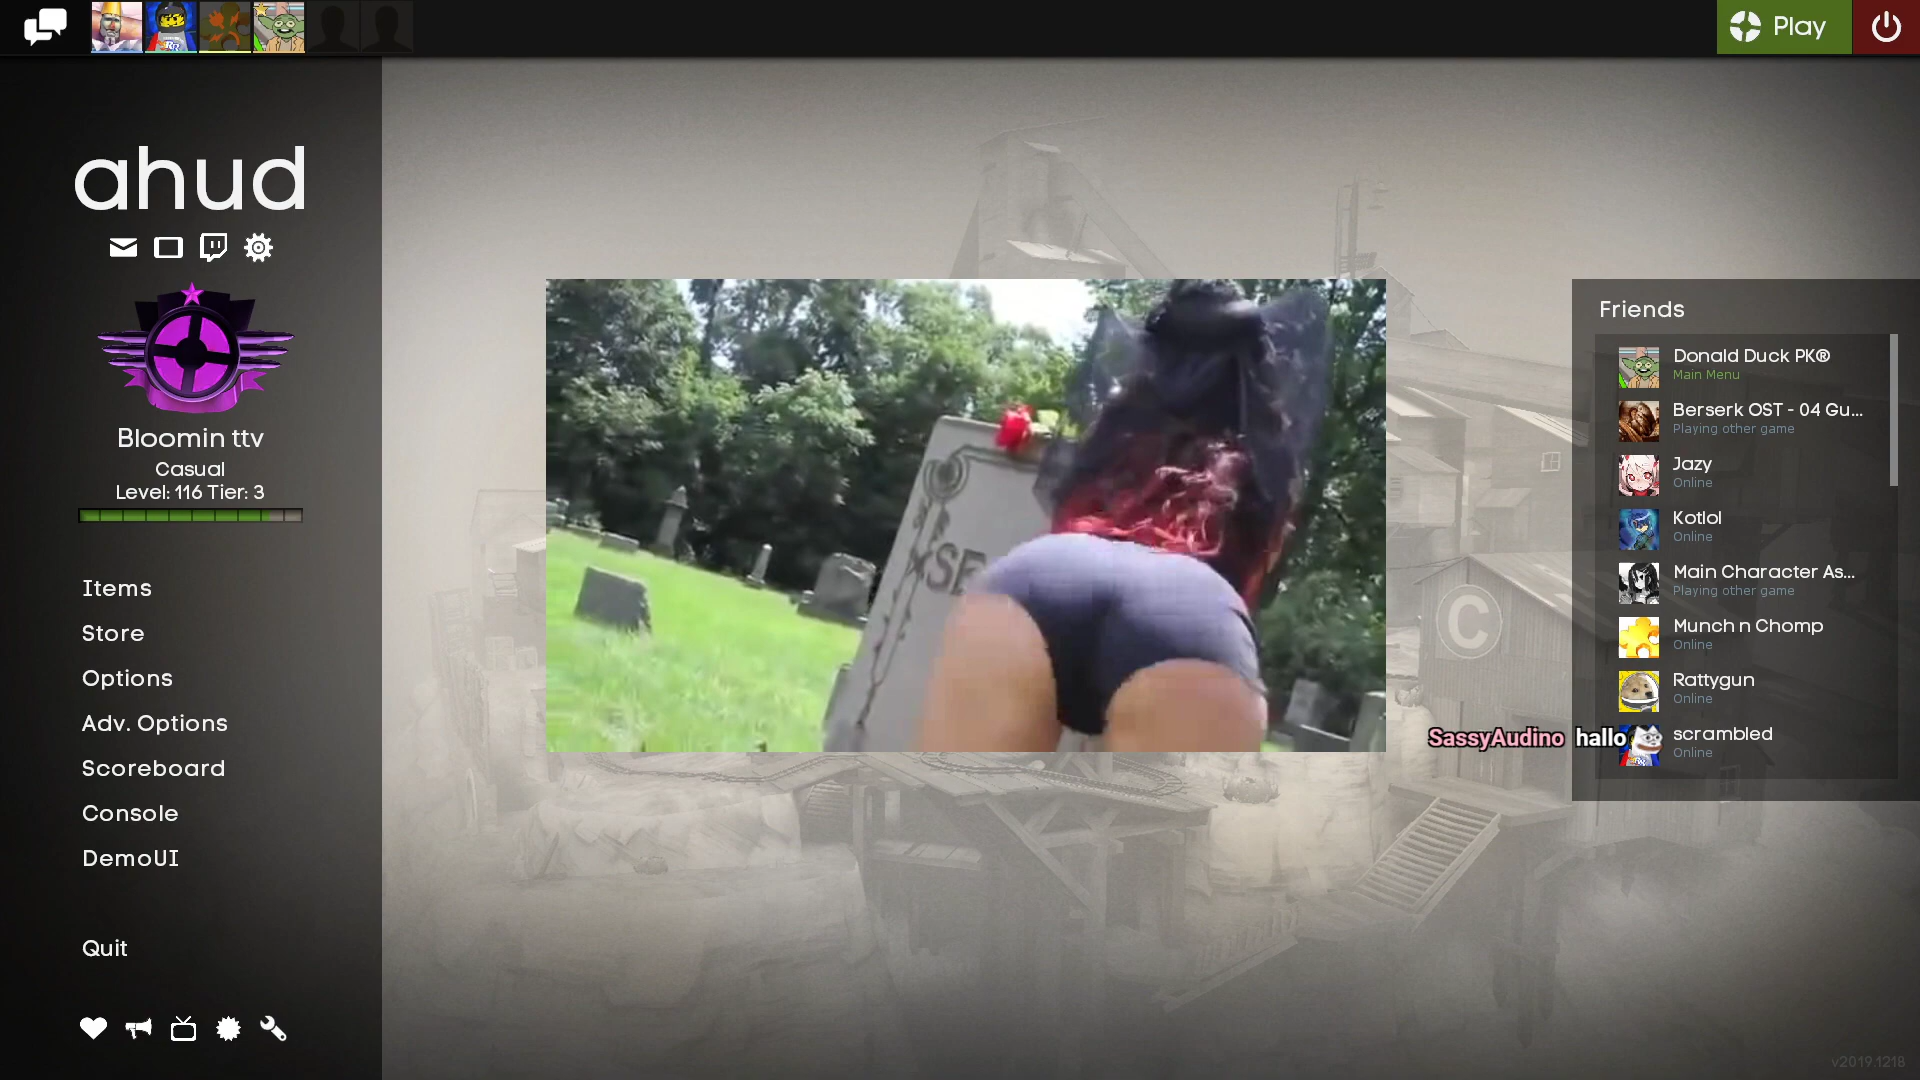 Play
ahud
Bloomin ttv
Casual
Level: 116 Tier: 3
Items
Store
Options
Adv. Options
Scoreboard
Console
DemoUI
Quit
Friends
Donald Duck PK®
Main Menu
Berserk OST - 04 Gu...
Playing other game
Jazy
Online
Kotlol
Online
Main Character As...
Playing other game
Munch n Chomp
Online
Rattygun
Online
scrambled
Online
SassyAudino hallo
C
v2019.1218